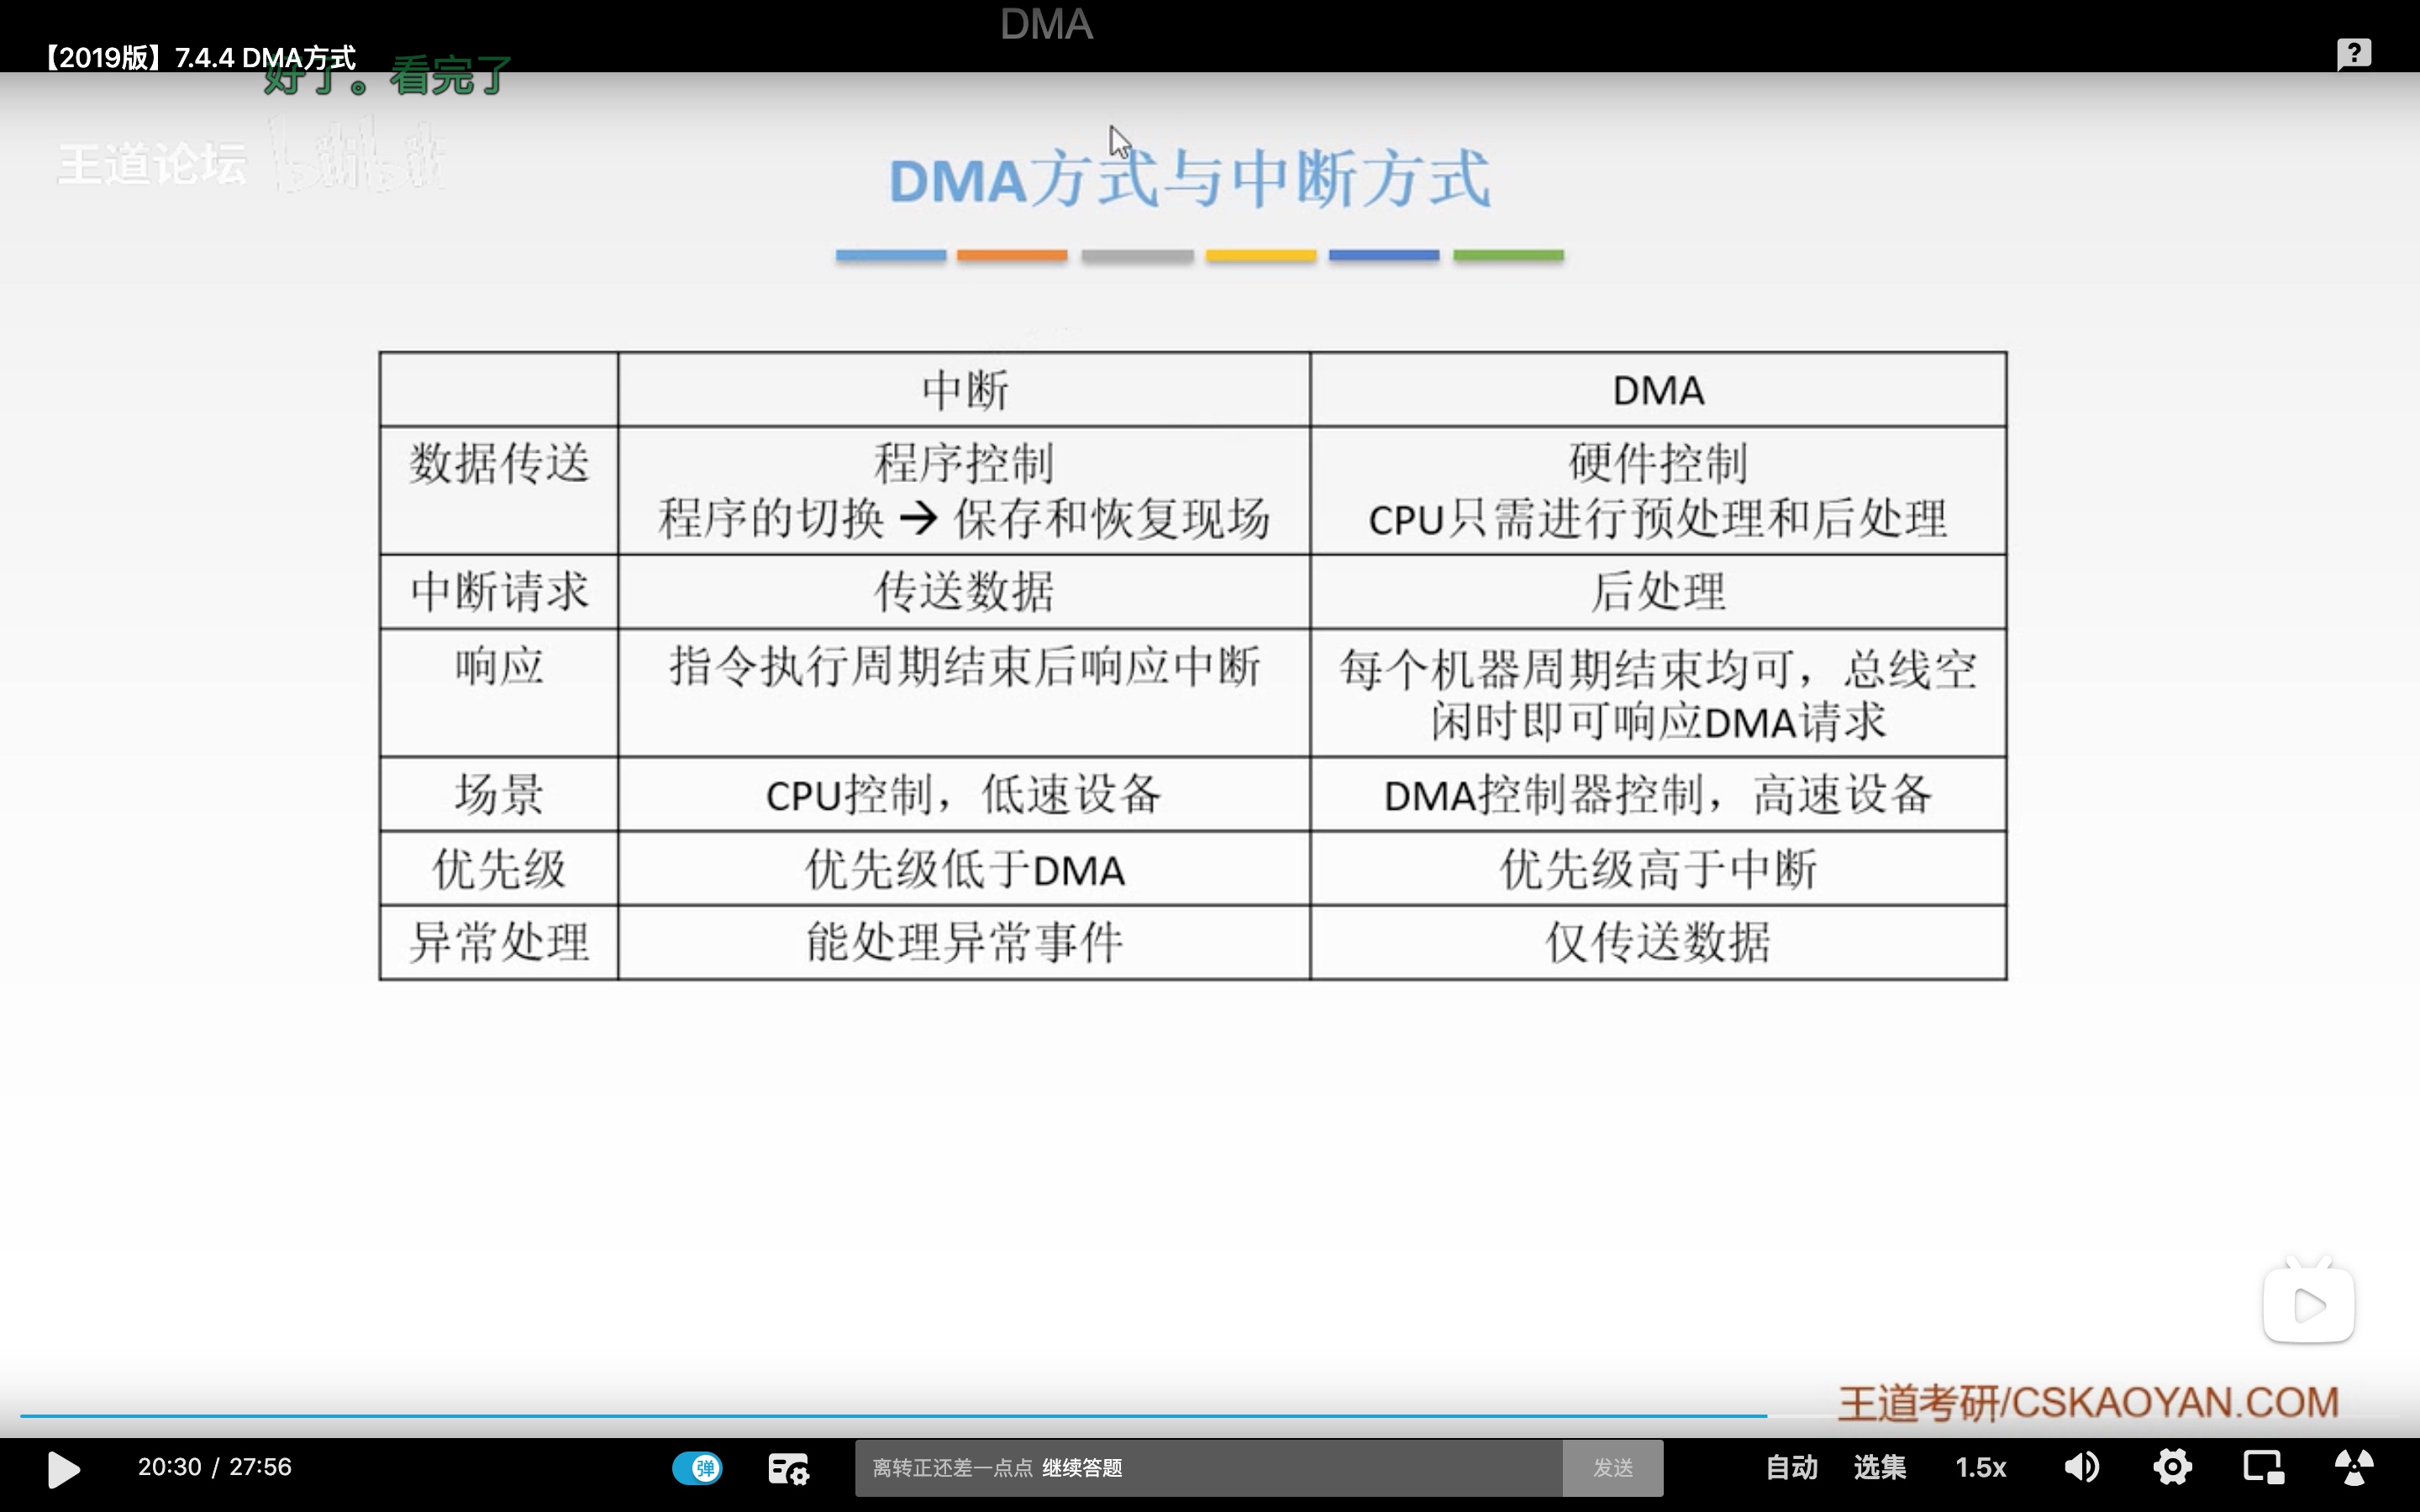 DMA
【2019版】7.4.4 DMA方式
好了。看完了
王道论坛 bilibili
DMA方式与中断方式
中断 DMA
数据传送 程序控制 硬件控制
程序的切换 → 保存和恢复现场 CPU只需进行预处理和后处理
中断请求 传送数据 后处理
响应 指令执行周期结束后响应中断 每个机器周期结束均可，总线空
闲时即可响应DMA请求
场景 CPU控制，低速设备 DMA控制器控制，高速设备
优先级 优先级低于DMA 优先级高于中断
异常处理 能处理异常事件 仅传送数据
王道考研/CSKAOYAN.COM
20:30 / 27:56 弹 离转正还差一点点 继续答题 发送 自动 选集 1.5x